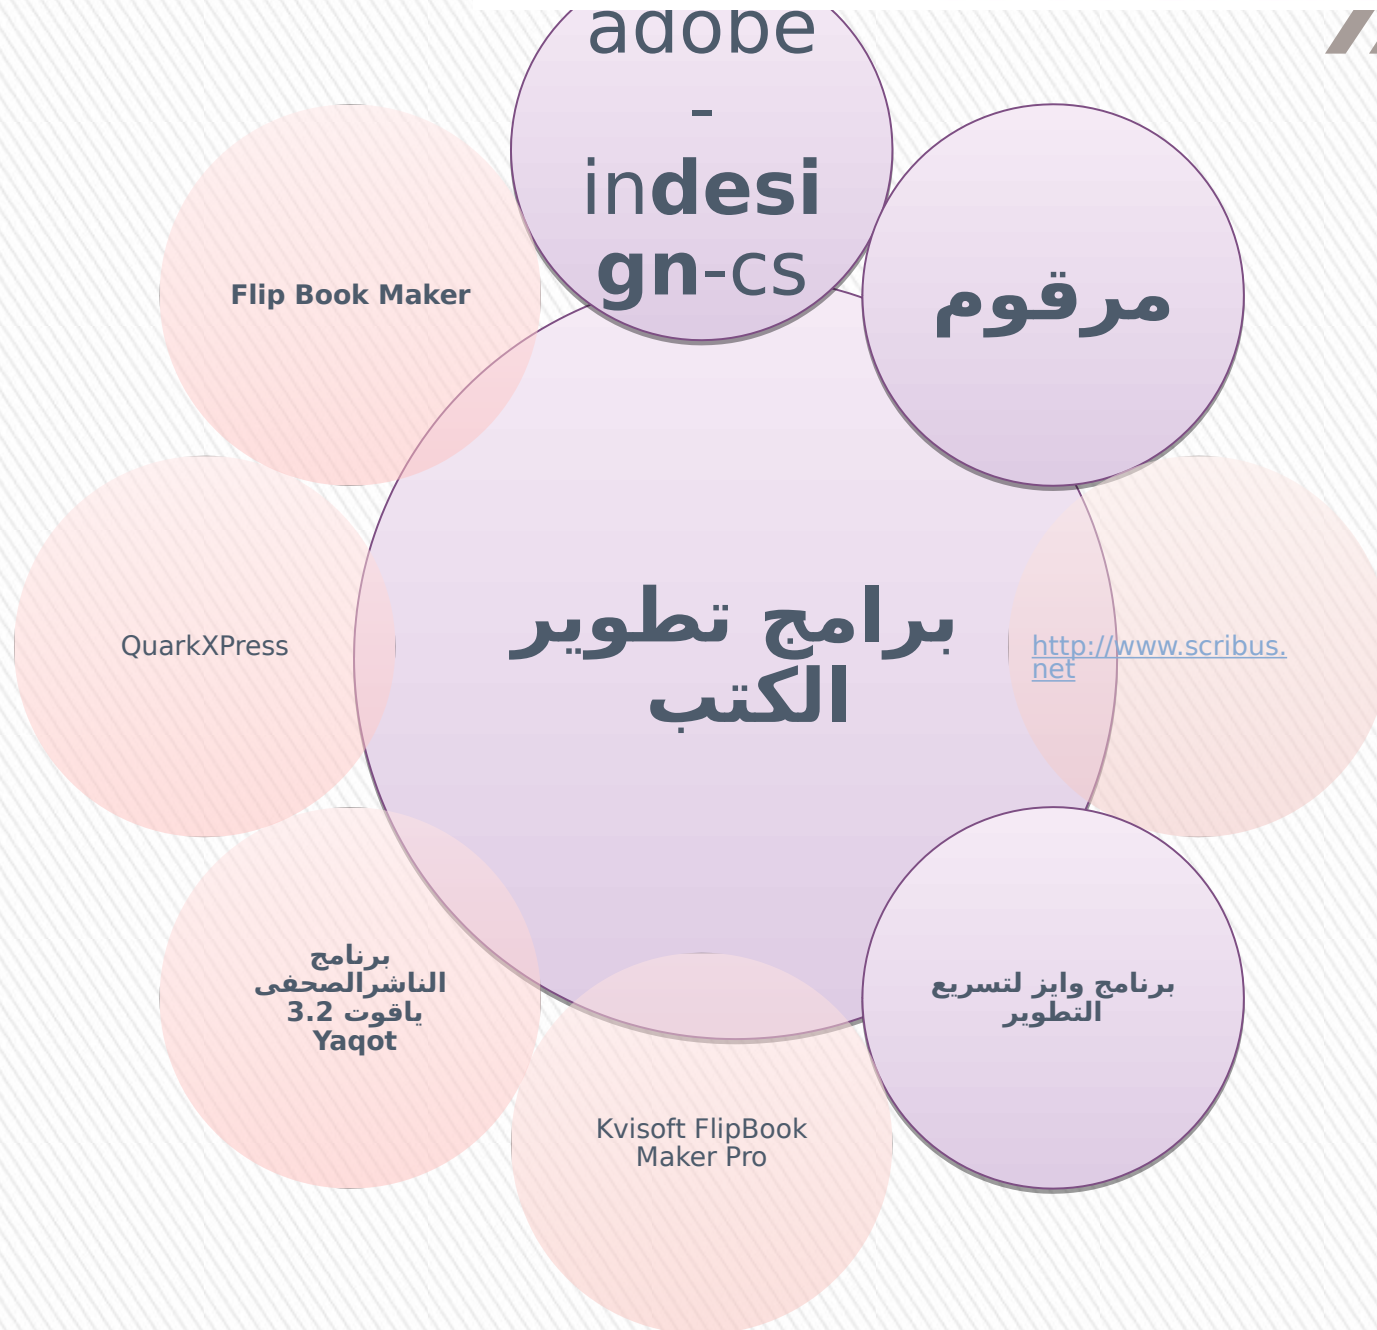 adobe
-
indesi
gn-cs
مرقوم
Flip Book Maker
برامج تطوير
الكتب
http://www.scribus.
net
QuarkXPress
برنامج وايز لتسريع
التطوير
برنامج
الناشرالصحفى
ياقوت 3.2
Yaqot
Kvisoft FlipBook
Maker Pro